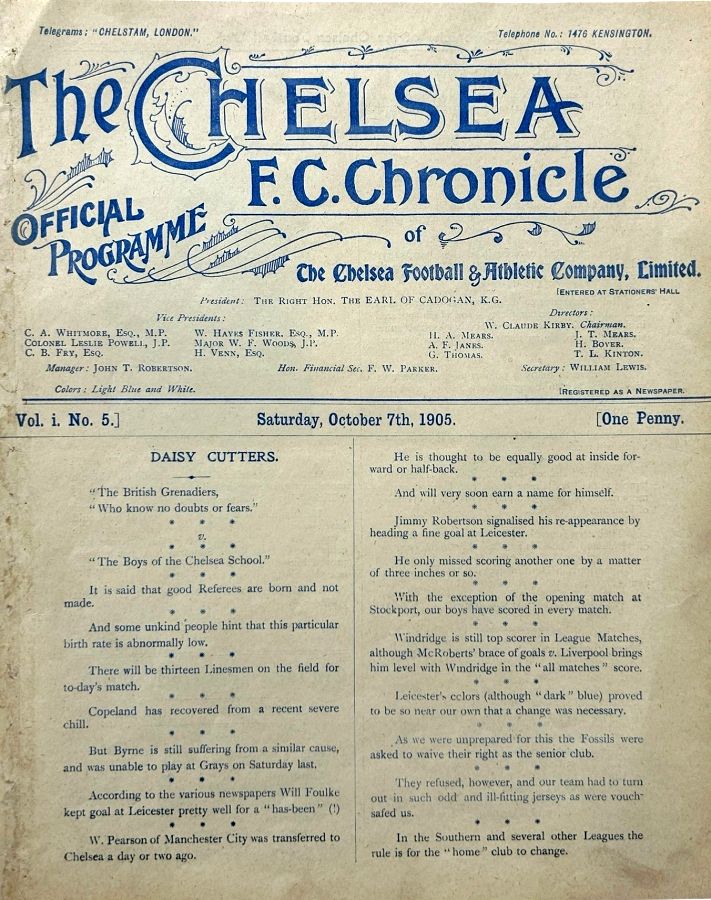 Telegrams: "CHELSTAM, LONDON."
Telephone No.: 1476 KENSINGTON.
The CHELSEA
F.C. Chronicle
OFFICIAL
PROGRAMME
of
The Chelsea Football & Athletic Company, Limited.
[ENTERED AT STATIONERS' HALL
President: THE RIGHT HON. THE EARL OF CADOGAN, K.G.
Vice Presidents:
Directors:
W. CLAUDE KIRBY, Chairman.
C. A. WHITMORE, ESQ., M.P. W. HAYES FISHER, ESQ., M.P. H. A. MEARS. J. T. MEARS.
COLONEL LESLIE POWELL, J.P. MAJOR W. F. WOODS, J.P. A. F. JANES. H. BOYER.
C. B. FRY, ESQ. H. VENN, ESQ. G. THOMAS. T. L. KINTON.
Manager: JOHN T. ROBERTSON. Hon. Financial Sec. F. W. PARKER. Secretary: WILLIAM LEWIS.
Colors: Light Blue and White.
[REGISTERED AS A NEWSPAPER.
Vol. i. No. 5.] Saturday, October 7th, 1905. [One Penny.
DAISY CUTTERS.
"The British Grenadiers,
"Who know no doubts or fears."
* * *
v.
* * *
"The Boys of the Chelsea School."
* * *
It is said that good Referees are born and not
made.
* * *
And some unkind people hint that this particular
birth rate is abnormally low.
* * *
There will be thirteen Linesmen on the field for
to-day's match.
* * *
Copeland has recovered from a recent severe
chill.
* * *
But Byrne is still suffering from a similar cause,
and was unable to play at Grays on Saturday last.
* * *
According to the various newspapers Will Foulke
kept goal at Leicester pretty well for a "has-been" (!)
* * *
W. Pearson of Manchester City was transferred to
Chelsea a day or two ago.
He is thought to be equally good at inside for-
ward or half-back.
* * *
And will very soon earn a name for himself.
* * *
Jimmy Robertson signalised his re-appearance by
heading a fine goal at Leicester.
* * *
He only missed scoring another one by a matter
of three inches or so.
* * *
With the exception of the opening match at
Stockport, our boys have scored in every match.
* * *
Windridge is still top scorer in League Matches,
although McRoberts' brace of goals v. Liverpool brings
him level with Windridge in the "all matches" score.
* * *
Leicester's colors (although "dark" blue) proved
to be so near our own that a change was necessary.
* * *
As we were unprepared for this the Fossils were
asked to waive their right as the senior club.
* * *
They refused, however, and our team had to turn
out in such odd and ill-fitting jerseys as were vouch-
safed us.
* * *
In the Southern and several other Leagues the
rule is for the "home" club to change.